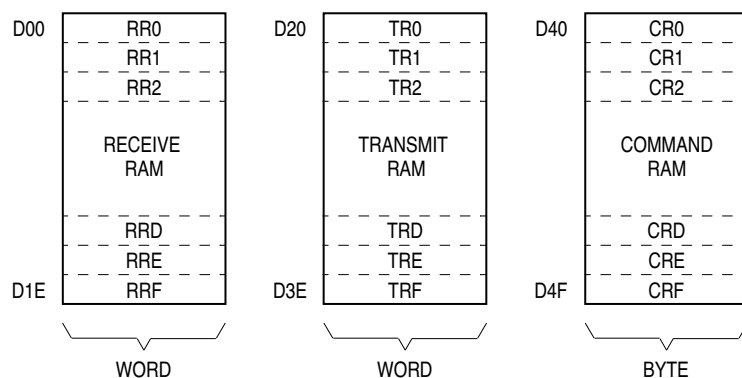 D00 RR0 D20 TR0 D40 CR0
RR1 TR1 CR1
RR2 TR2 CR2
RECEIVE RAM TRANSMIT RAM COMMAND RAM
RRD TRD CRD
RRE TRE CRE
D1E RRF D3E TRF D4F CRF
WORD WORD BYTE